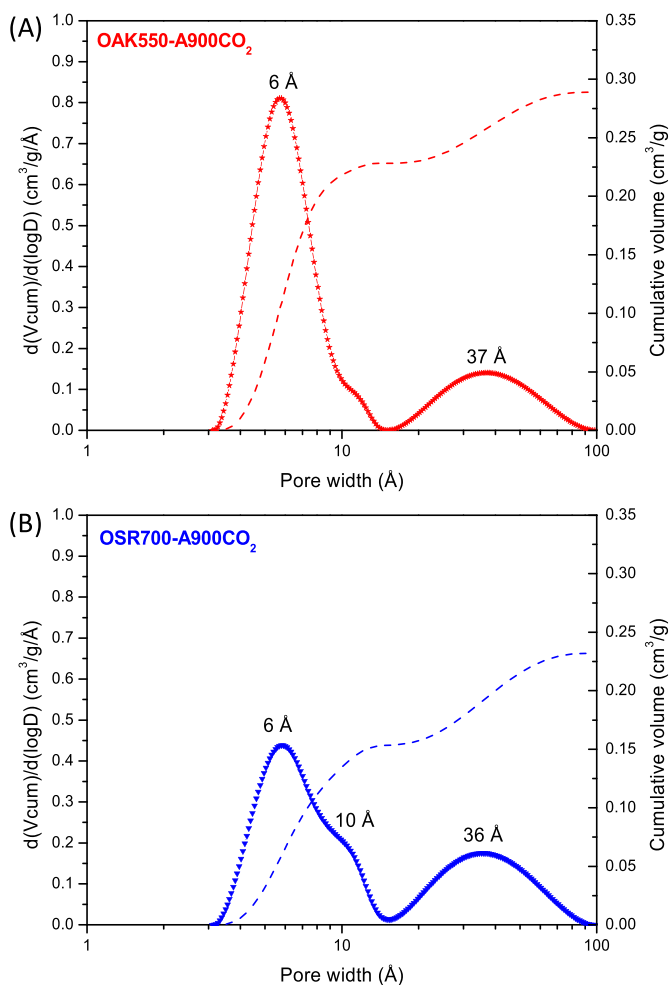 (A)
OAK550-A900CO₂
6 Å
37 Å
d(Vcum)/d(logD) (cm³/g/Å)
1.0
0.9
0.8
0.7
0.6
0.5
0.4
0.3
0.2
0.1
0.0
0.35
0.30
0.25
0.20
0.15
0.10
0.05
0.00
Cumulative volume (cm³/g)
1 10 100
Pore width (Å)
(B)
OSR700-A900CO₂
6 Å
10 Å
36 Å
d(Vcum)/d(logD) (cm³/g/Å)
1.0
0.9
0.8
0.7
0.6
0.5
0.4
0.3
0.2
0.1
0.0
0.35
0.30
0.25
0.20
0.15
0.10
0.05
0.00
Cumulative volume (cm³/g)
1 10 100
Pore width (Å)